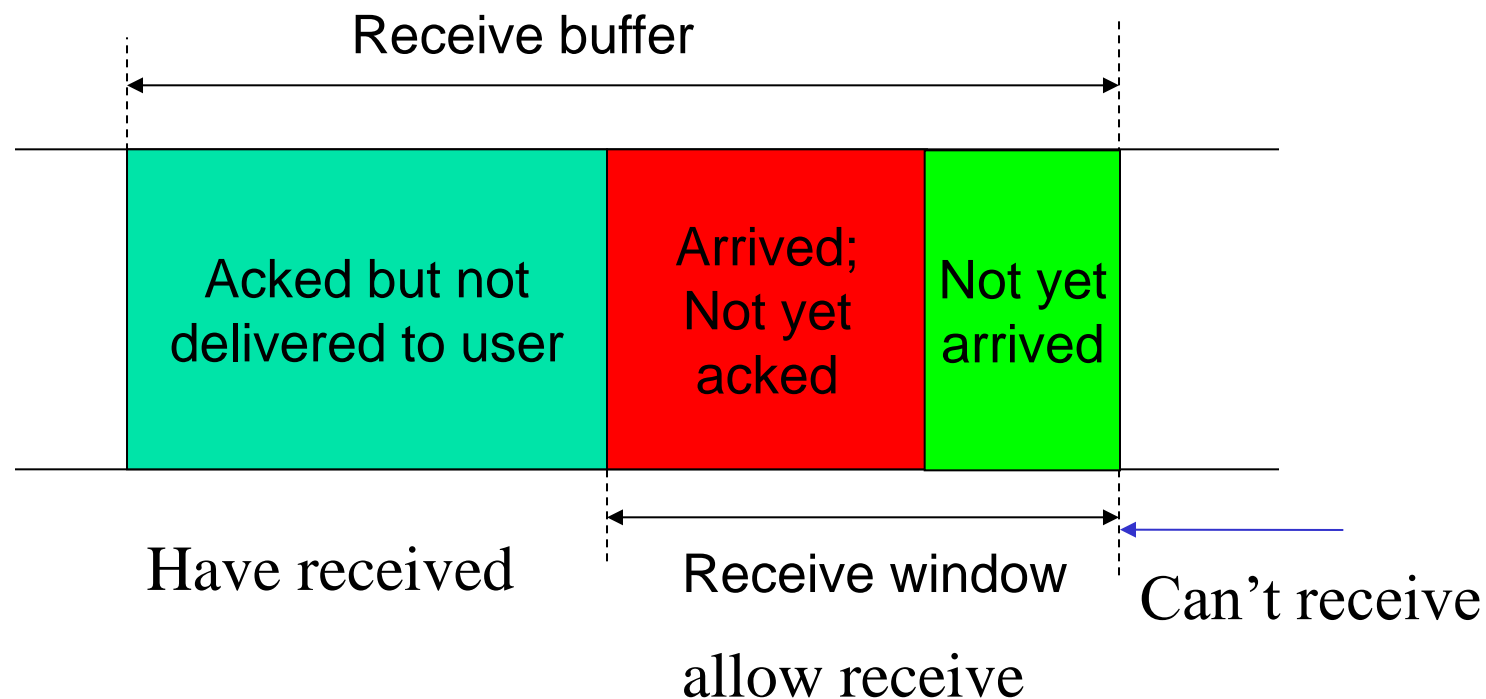 Receive buffer
Acked but not
delivered to user
Arrived;
Not yet
acked
Not yet
arrived
Have received
Receive window
Can’t receive
allow receive